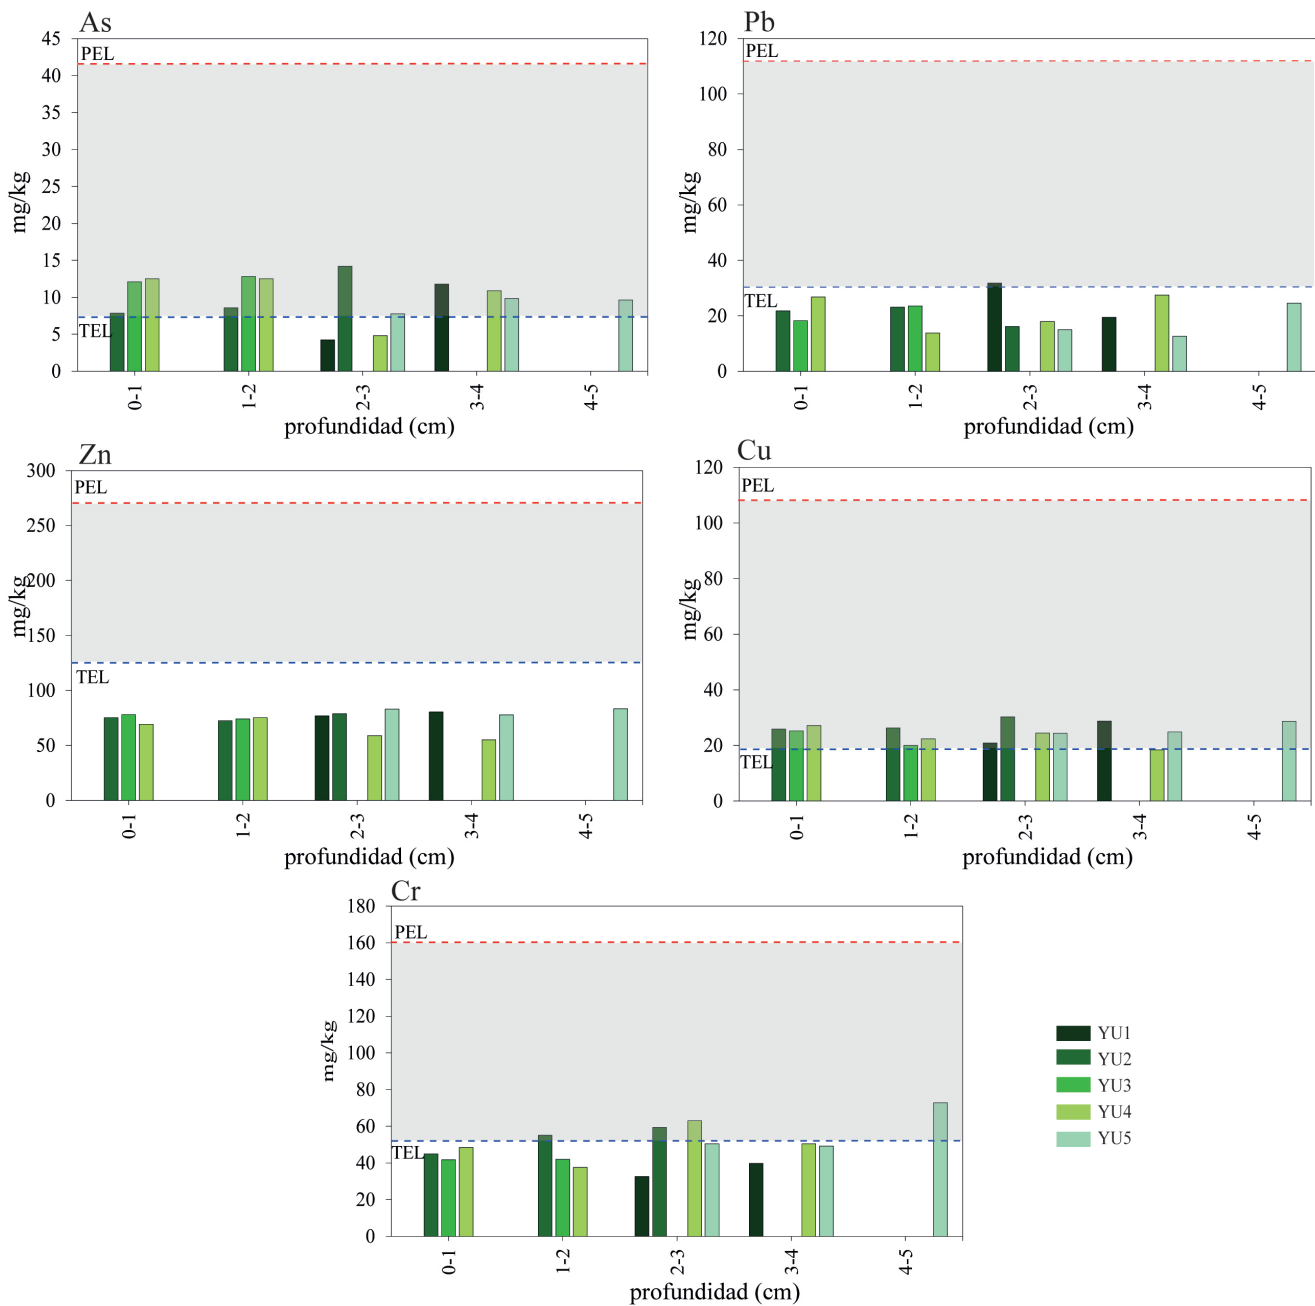 As
45
40
35
30
25
20
15
10
5
0
mg/kg
PEL
TEL
0-1
1-2
2-3
3-4
4-5
profundidad (cm)
Pb
120
100
80
60
40
20
0
mg/kg
PEL
TEL
0-1
1-2
2-3
3-4
4-5
profundidad (cm)
Zn
300
250
200
150
100
50
0
mg/kg
PEL
TEL
0-1
1-2
2-3
3-4
4-5
profundidad (cm)
Cu
120
100
80
60
40
20
0
mg/kg
PEL
TEL
0-1
1-2
2-3
3-4
4-5
profundidad (cm)
Cr
180
160
140
120
100
80
60
40
20
0
mg/kg
PEL
TEL
0-1
1-2
2-3
3-4
4-5
profundidad (cm)
YU1
YU2
YU3
YU4
YU5